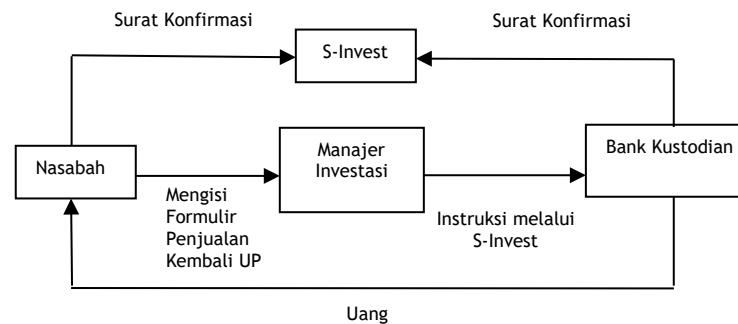 Surat Konfirmasi
Surat Konfirmasi
S-Invest
Nasabah
Manajer
Investasi
Bank Kustodian
Mengisi
Formulir
Penjualan
Kembali UP
Instruksi melalui
S-Invest
Uang